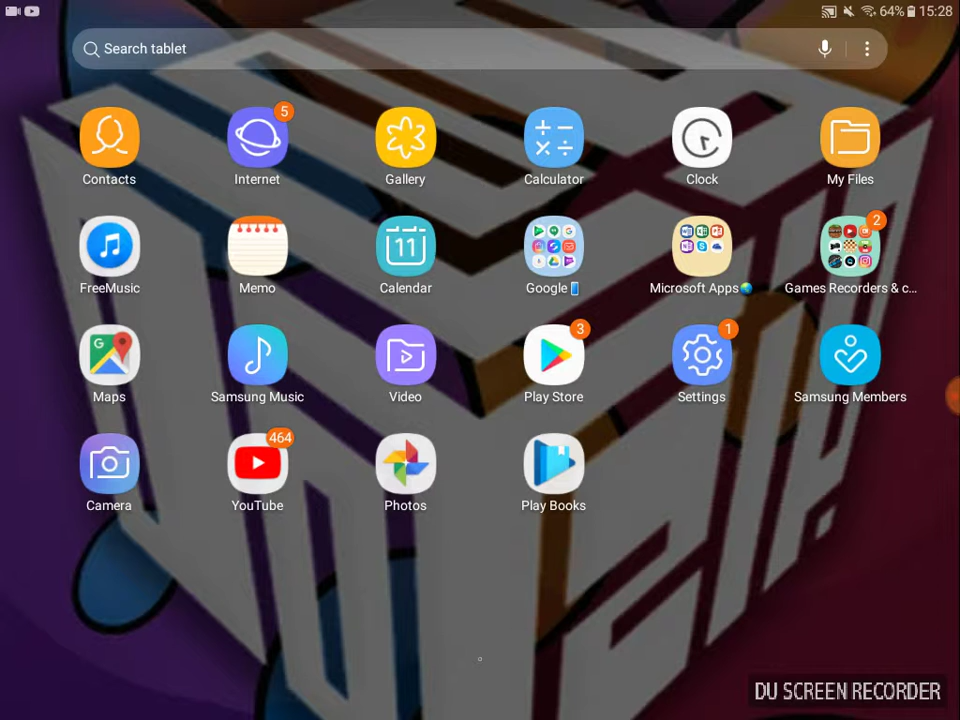 64% 15:28
Search tablet
5
Contacts Internet Gallery Calculator Clock My Files
11
2
FreeMusic Memo Calendar Google Microsoft Apps Games Recorders & c...
G
3
1
Maps Samsung Music Video Play Store Settings Samsung Members
464
Camera YouTube Photos Play Books
DU SCREEN RECORDER